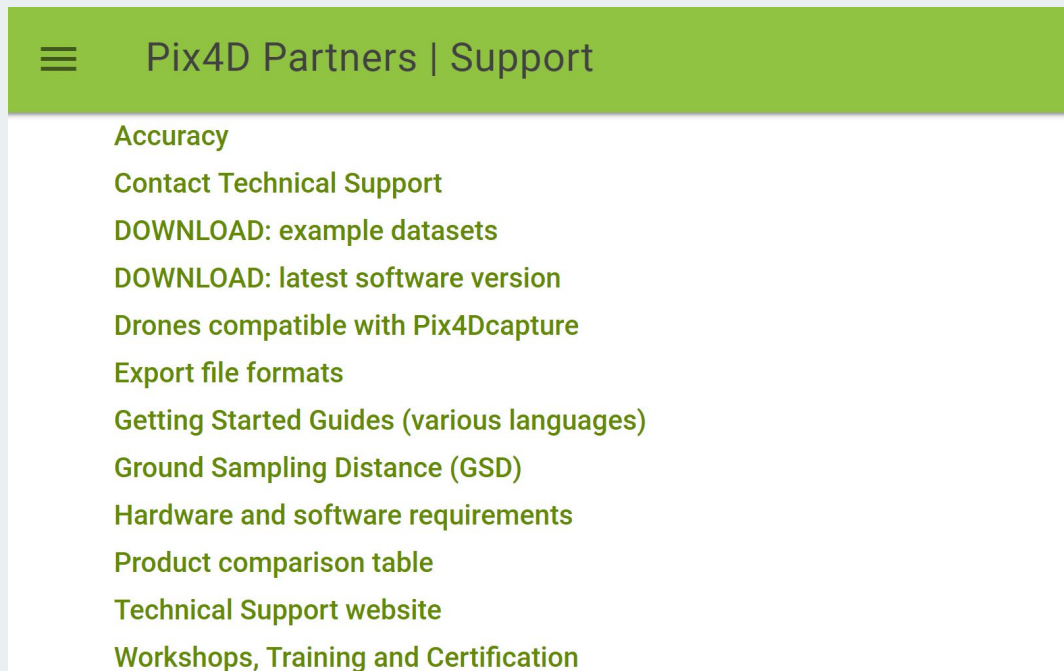 Pix4D Partners | Support
Accuracy
Contact Technical Support
DOWNLOAD: example datasets
DOWNLOAD: latest software version
Drones compatible with Pix4Dcapture
Export file formats
Getting Started Guides (various languages)
Ground Sampling Distance (GSD)
Hardware and software requirements
Product comparison table
Technical Support website
Workshops, Training and Certification